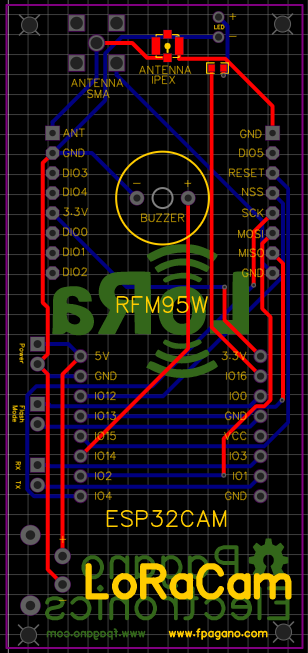 +
LED
−
ANTENNA
SMA
ANTENNA
IPEX
ANT
GND
DIO3
DIO4
3.3V
DIO0
DIO1
DIO2
GND
DIO5
RESET
NSS
SCK
MOSI
MISO
GND
− +
BUZZER
LoRa
RFM95W
Power
Flash
Mode
RX
TX
5V
GND
IO12
IO13
IO15
IO14
IO2
IO4
3.3V
IO16
IO0
GND
VCC
IO3
IO1
GND
ESP32CAM
+
−
Pagano
Electronics
LoRaCam
www.fpagano.com
www.fpagano.com